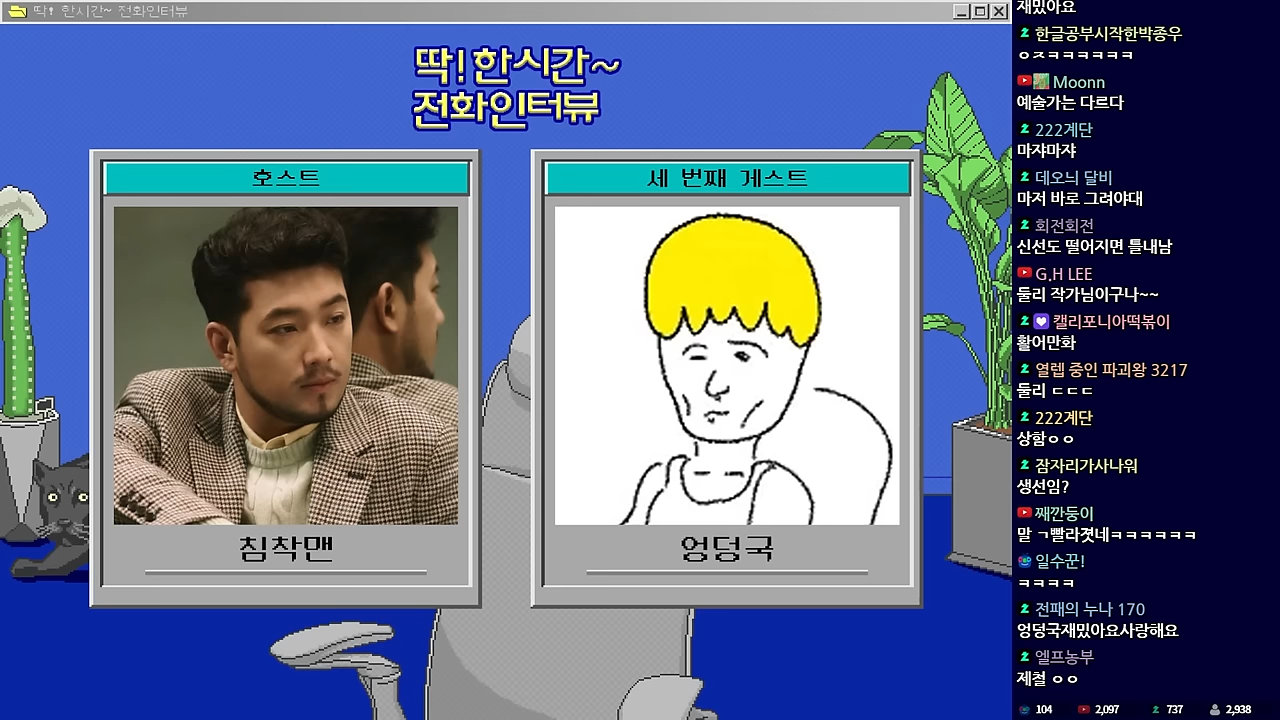 딱! 한시간~ 전화인터뷰
딱! 한시간~
전화인터뷰
호스트
침착맨
세 번째 게스트
엉덩국
재밌아요
한글공부시작한박종우
ㅇㅈㅋㅋㅋㅋㅋㅋㅋ
Moonn
예술가는 다르다
222계단
마쟈마쟈
데오늬 달비
마저 바로 그려야대
회전회전
신선도 떨어지면 틀내남
G.H LEE
둘리 작가님이구나~~
캘리포니아떡볶이
활어만화
열렙 중인 파괴왕 3217
둘리 ㄷㄷㄷ
222계단
상함ㅇㅇ
잠자리가사나워
생선임?
째깐둥이
말 ㄱ빨라졋네ㅋㅋㅋㅋㅋㅋ
일수꾼!
ㅋㅋㅋㅋ
전패의 누나 170
엉덩국재밌아요사랑해요
엘프농부
제철 ㅇㅇ
104 2,097 737 2,938